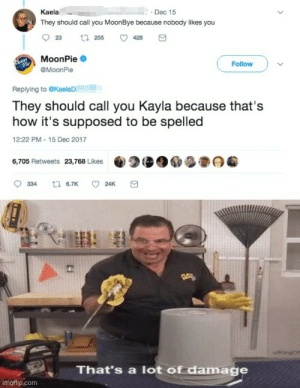 Kaela
· Dec 15
They should call you MoonBye because nobody likes you
23 255 428
MoonPie
@MoonPie
Follow
Replying to @KaelaD
They should call you Kayla because that's
how it's supposed to be spelled
12:22 PM - 15 Dec 2017
6,705 Retweets 23,768 Likes
334 6.7K 24K
That's a lot of damage
imgflip.com